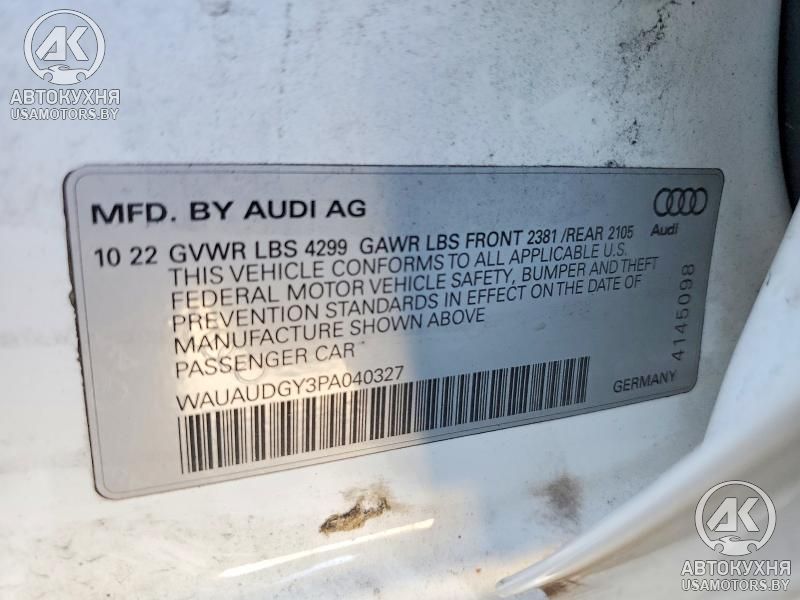 АК
АВТОКУХНЯ
USAMOTORS.BY
MFD. BY AUDI AG
Audi
10 22 GVWR LBS 4299 GAWR LBS FRONT 2381 /REAR 2105
THIS VEHICLE CONFORMS TO ALL APPLICABLE U.S.
FEDERAL MOTOR VEHICLE SAFETY, BUMPER AND THEFT
PREVENTION STANDARDS IN EFFECT ON THE DATE OF
MANUFACTURE SHOWN ABOVE
PASSENGER CAR
WAUAUDGY3PA040327
4145098
GERMANY
АК
АВТОКУХНЯ
USAMOTORS.BY